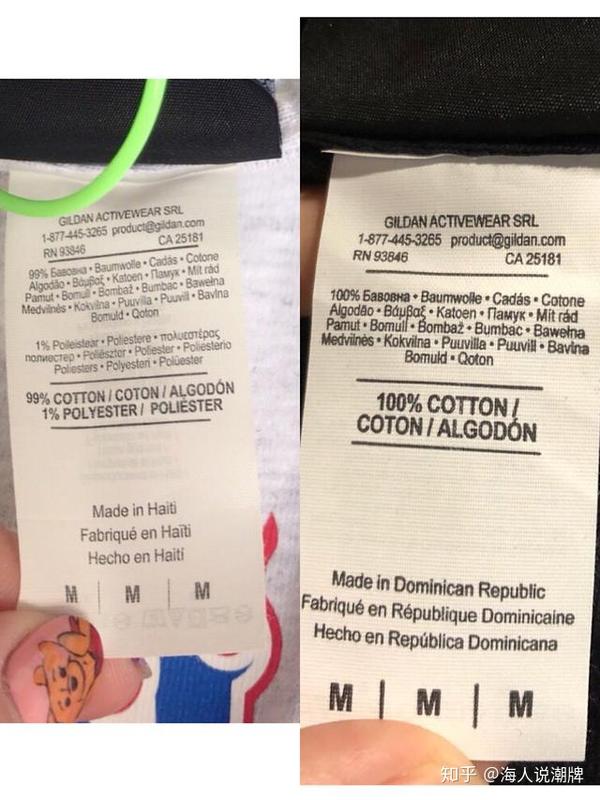 GILDAN ACTIVEWEAR SRL
1-877-445-3265 product@gildan.com
RN 93846 CA 25181
99% Бавовна • Baumwolle • Cadás • Cotone
Algodão • Βάμβαξ • Katoen • Памук • Mit rád
Pamut • Bomull • Bombaž • Bumbac • Bawełna
Medvilnės • Kokvilna • Puuvilla • Puuvill • Bavlna
Bomuld • Qoton
1% Poileistear • Poliestere • πολυεστέρας
полиестер • Poliészter • Poliester • Poliesterio
Poliesters • Polyesteri • Polüester
99% COTTON / COTON / ALGODÓN
1% POLYESTER / POLIÉSTER
Made in Haiti
Fabriqué en Haïti
Hecho en Haití
M | M | M
GILDAN ACTIVEWEAR SRL
1-877-445-3265 product@gildan.com
RN 93846 CA 25181
100% Бавовна • Baumwolle • Cadás • Cotone
Algodão • Βάμβαξ • Katoen • Памук • Mit rád
Pamut • Bomull • Bombaž • Bumbac • Bawełna
Medvilnės • Kokvilna • Puuvilla • Puuvill • Bavlna
Bomuld • Qoton
100% COTTON /
COTON / ALGODÓN
Made in Dominican Republic
Fabriqué en République Dominicaine
Hecho en República Dominicana
M | M | M
知乎 @海人说潮牌